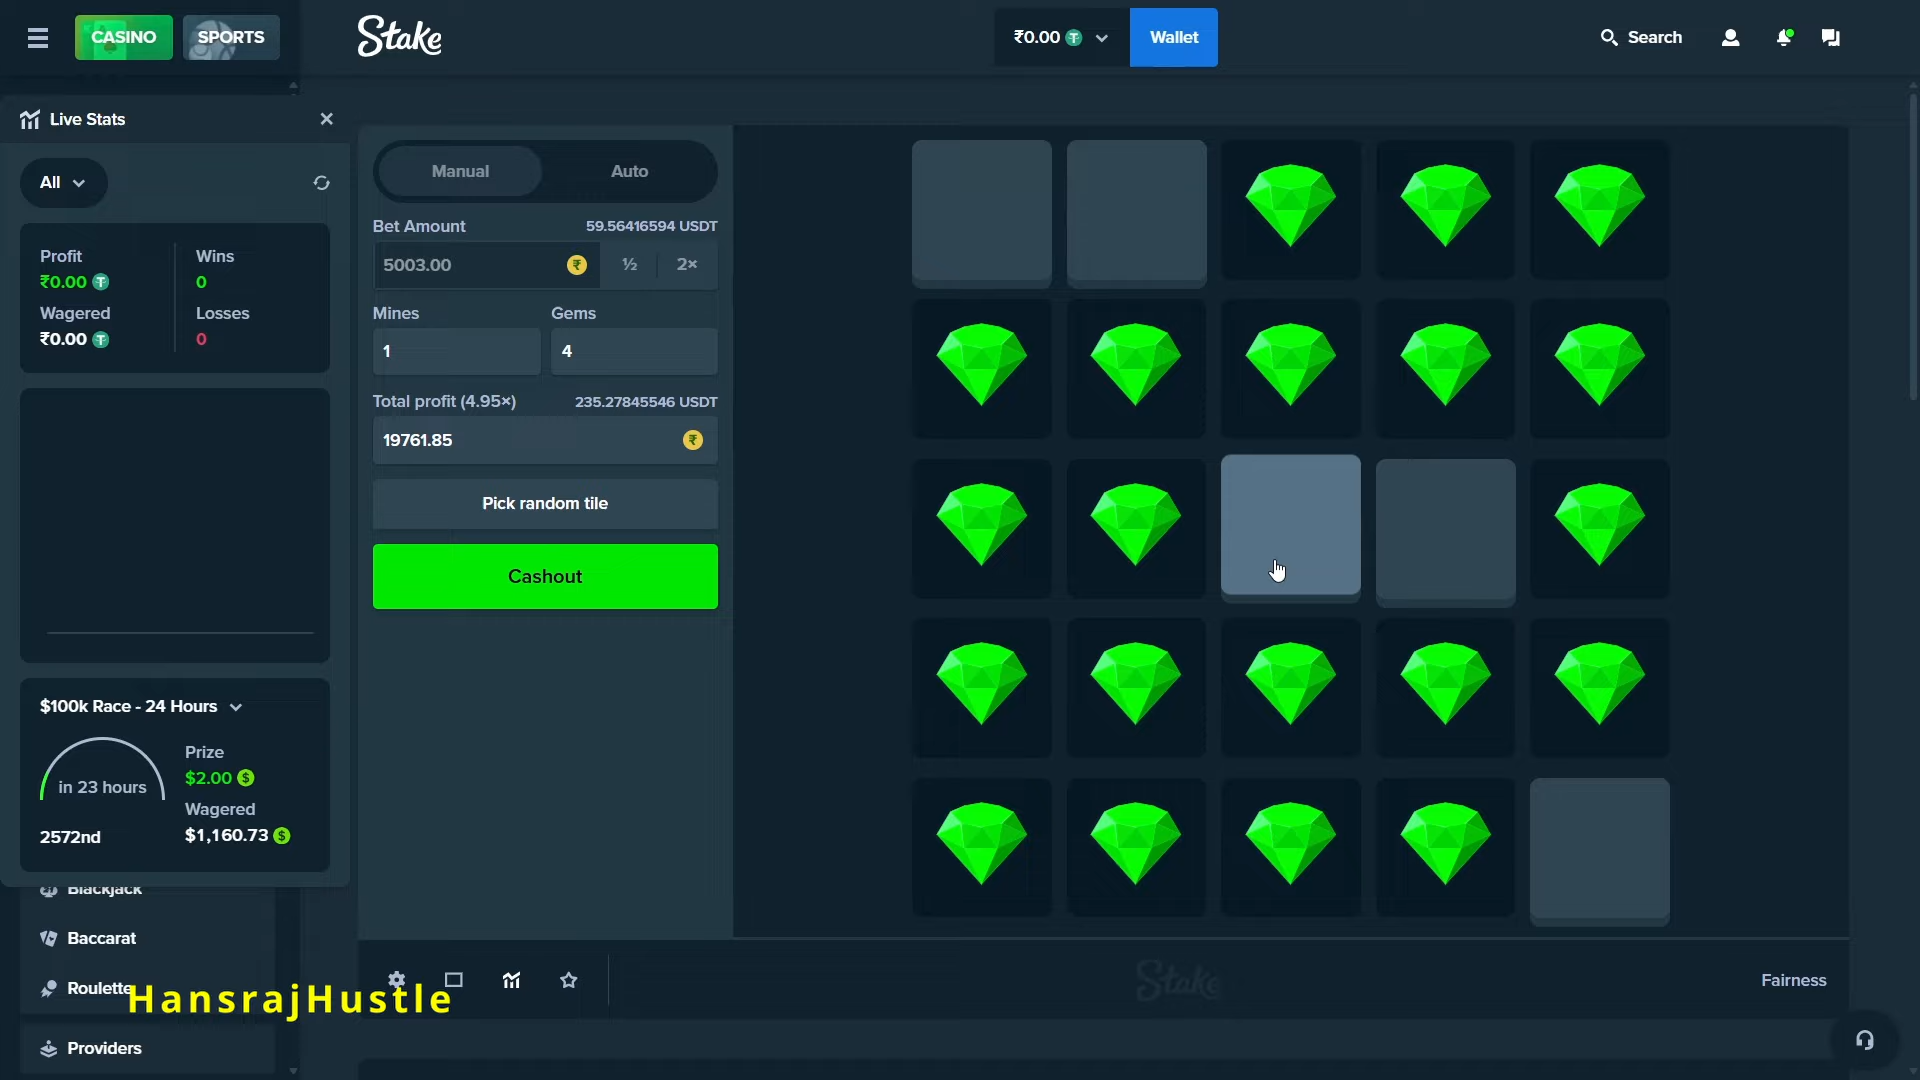 CASINO
SPORTS
Stake
₹0.00
Wallet
Search
Live Stats
All
Profit
₹0.00
Wins
0
Wagered
₹0.00
Losses
0
$100k Race - 24 Hours
in 23 hours
Prize
$2.00
Wagered
$1,160.73
2572nd
Blackjack
Baccarat
Roulette
Providers
Manual
Auto
Bet Amount
59.56416594 USDT
5003.00
½
2×
Mines
Gems
1
4
Total profit (4.95×)
235.27845546 USDT
19761.85
Pick random tile
Cashout
Stake
Fairness
HansrajHustle